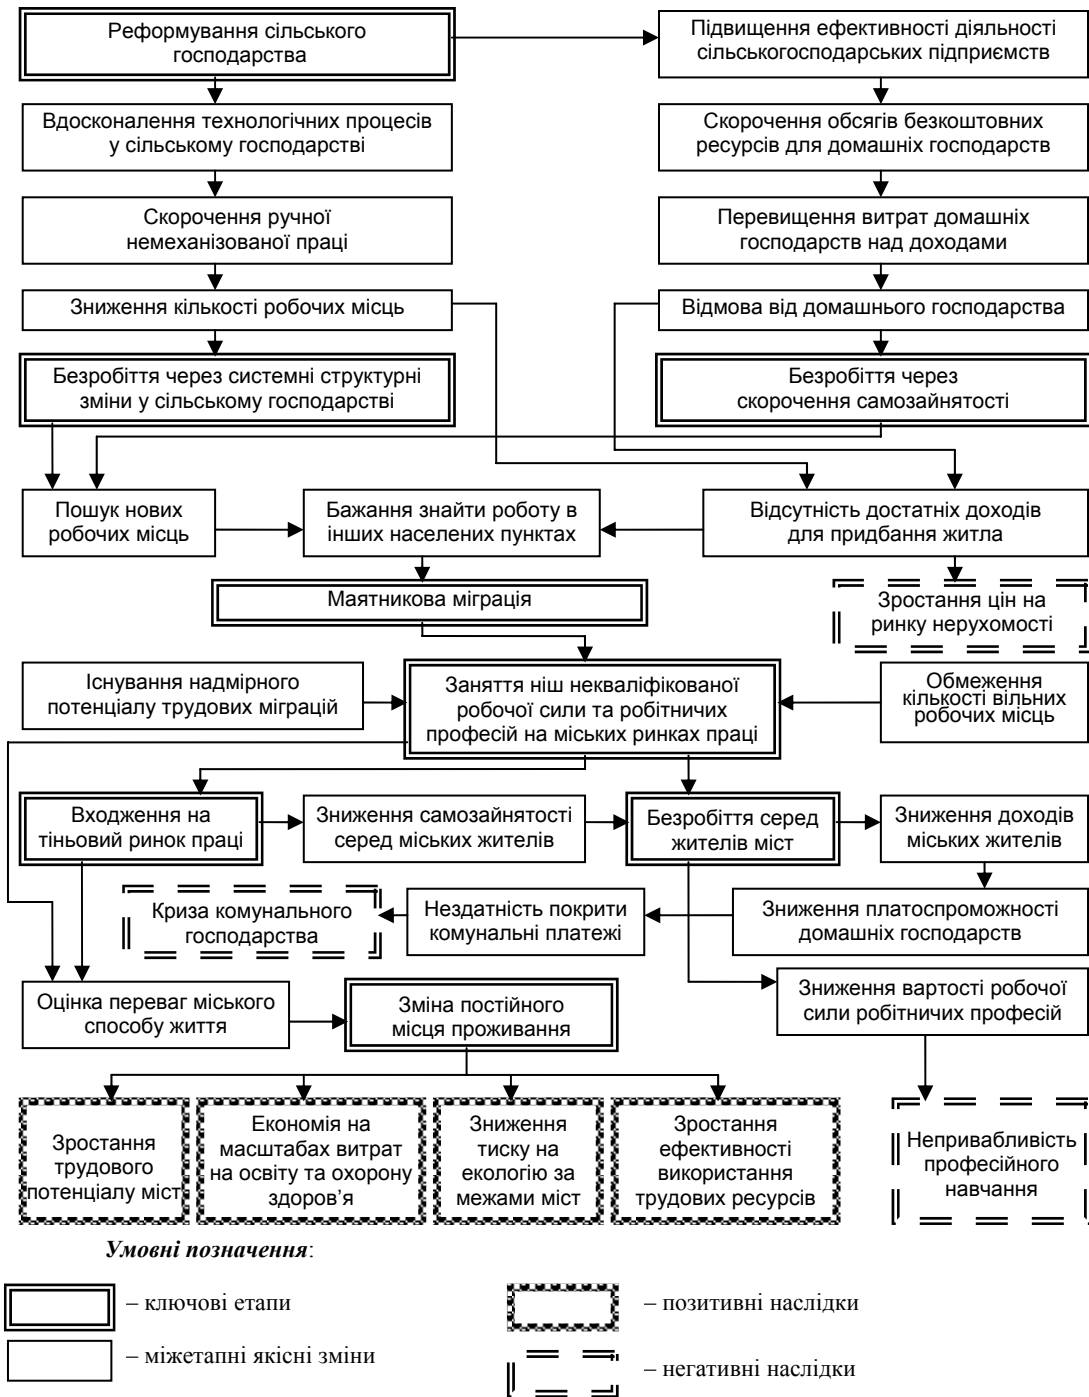 Реформування сільського
господарства
Підвищення ефективності діяльності
сільськогосподарських підприємств
Вдосконалення технологічних процесів
у сільському господарстві
Скорочення обсягів безкоштовних
ресурсів для домашніх господарств
Скорочення ручної
немеханізованої праці
Перевищення витрат домашніх
господарств над доходами
Зниження кількості робочих місць
Відмова від домашнього господарства
Безробіття через системні структурні
зміни у сільському господарстві
Безробіття через
скорочення самозайнятості
Пошук нових
робочих місць
Бажання знайти роботу в
інших населених пунктах
Відсутність достатніх доходів
для придбання житла
Маятникова міграція
Зростання цін на
ринку нерухомості
Існування надмірного
потенціалу трудових міграцій
Заняття ніш некваліфікованої
робочої сили та робітничих
професій на міських ринках праці
Обмеження
кількості вільних
робочих місць
Входження на
тіньовий ринок праці
Зниження самозайнятості
серед міських жителів
Безробіття серед
жителів міст
Зниження доходів
міських жителів
Криза комунального
господарства
Нездатність покрити
комунальні платежі
Зниження платоспроможності
домашніх господарств
Оцінка переваг міського
способу життя
Зміна постійного
місця проживання
Зниження вартості робочої
сили робітничих професій
Зростання
трудового
потенціалу міст
Економія на
масштабах витрат
на освіту та охорону
здоров’я
Зниження
тиску на
екологію за
межами міст
Зростання
ефективності
використання
трудових ресурсів
Непривабливість
професійного
навчання
Умовні позначення:
– ключові етапи
– позитивні наслідки
– міжетапні якісні зміни
– негативні наслідки